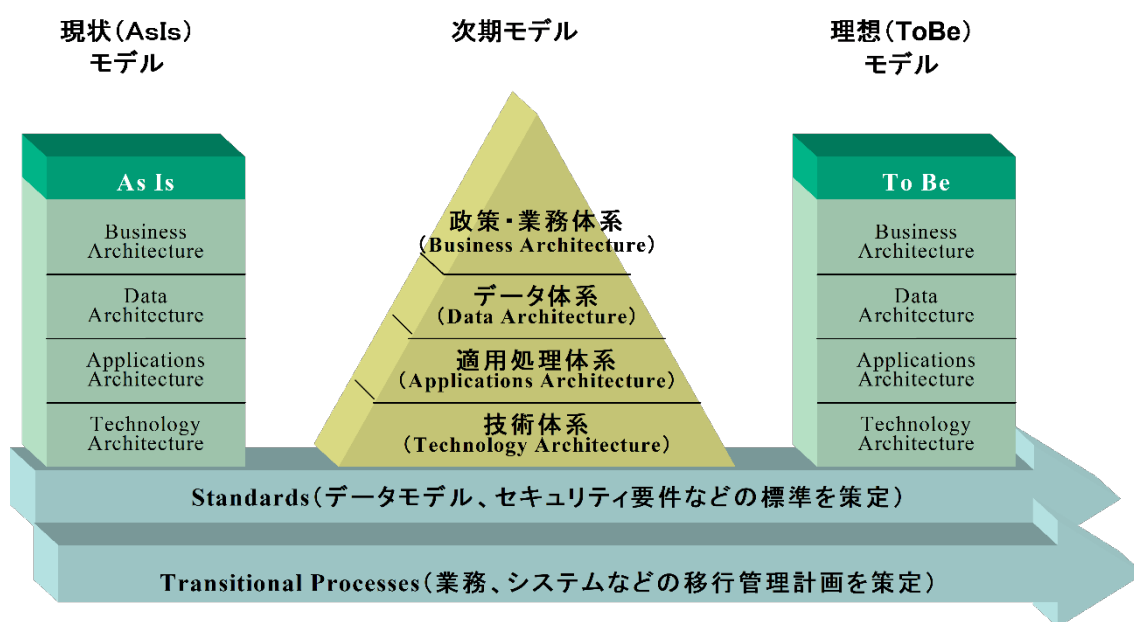 現状(AsIs)
モデル
次期モデル
理想(ToBe)
モデル
As Is
Business
Architecture
Data
Architecture
Applications
Architecture
Technology
Architecture
政策・業務体系
(Business Architecture)
データ体系
(Data Architecture)
適用処理体系
(Applications Architecture)
技術体系
(Technology Architecture)
To Be
Business
Architecture
Data
Architecture
Applications
Architecture
Technology
Architecture
Standards(データモデル、セキュリティ要件などの標準を策定)
Transitional Processes(業務、システムなどの移行管理計画を策定)